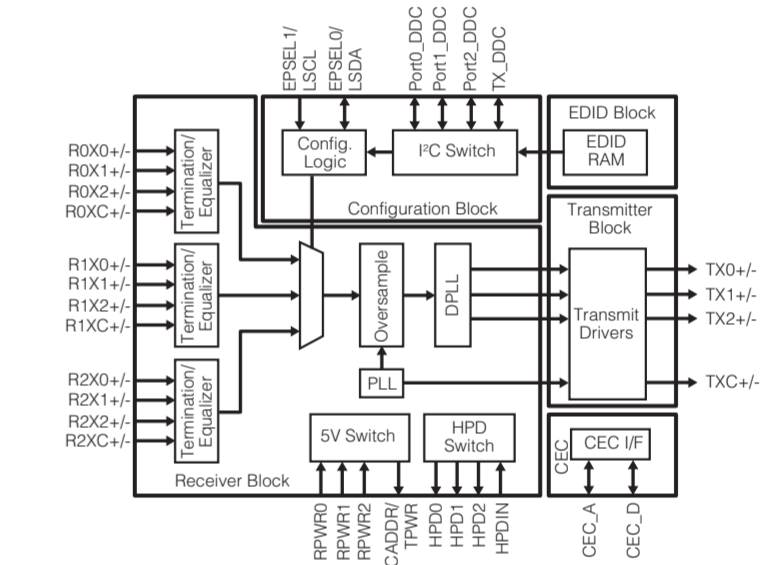 EPSEL1/
LSCL
EPSEL0/
LSDA
Port0_DDC
Port1_DDC
Port2_DDC
TX_DDC
Config.
Logic
I²C Switch
Configuration Block
EDID Block
EDID
RAM
R0X0+/-
R0X1+/-
R0X2+/-
R0XC+/-
Termination/
Equalizer
R1X0+/-
R1X1+/-
R1X2+/-
R1XC+/-
Termination/
Equalizer
R2X0+/-
R2X1+/-
R2X2+/-
R2XC+/-
Termination/
Equalizer
Oversample
DPLL
PLL
Transmitter
Block
Transmit
Drivers
TX0+/-
TX1+/-
TX2+/-
TXC+/-
5V Switch
HPD
Switch
Receiver Block
CEC
CEC I/F
RPWR0
RPWR1
RPWR2
CADDR/
TPWR
HPD0
HPD1
HPD2
HPDIN
CEC_A
CEC_D